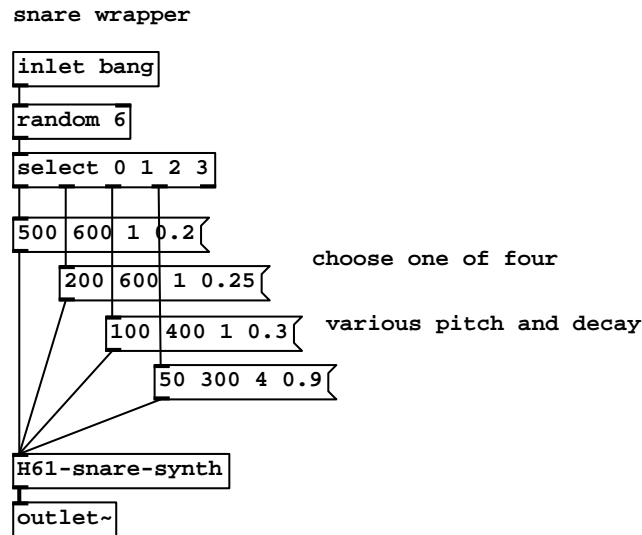 snare wrapper
inlet bang
random 6
select 0 1 2 3
500 600 1 0.2
choose one of four
200 600 1 0.25
various pitch and decay
100 400 1 0.3
50 300 4 0.9
H61-snare-synth
outlet~